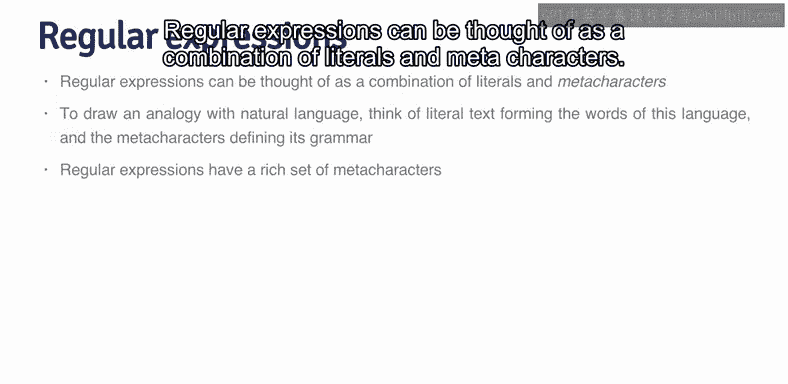 Regular expressions
Regular expressions can be thought of as a
combination of literals and meta characters.
· Regular expressions can be thought of as a combination of literals and metacharacters
· To draw an analogy with natural language, think of literal text forming the words of this language,
and the metacharacters defining its grammar
· Regular expressions have a rich set of metacharacters